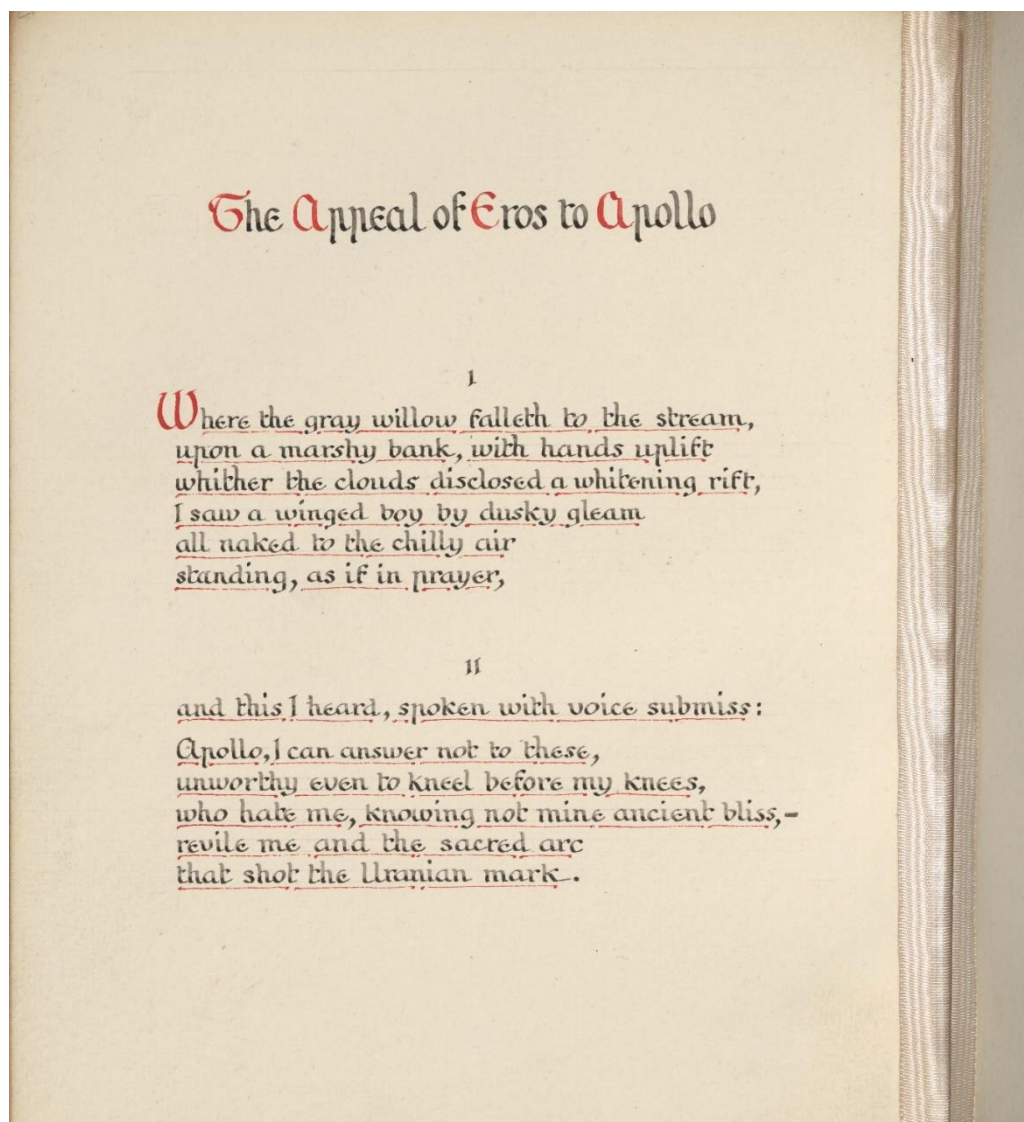 The Appeal of Eros to Apollo
I
Where the gray willow falleth to the stream,
upon a marshy bank, with hands uplift
whither the clouds disclosed a whitening rift,
I saw a winged boy by dusky gleam
all naked to the chilly air
standing, as if in prayer,
II
and this I heard, spoken with voice submiss:
Apollo, I can answer not to these,
unworthy even to kneel before my knees,
who hate me, knowing not mine ancient bliss,-
revile me and the sacred arc
that shot the Uranian mark.